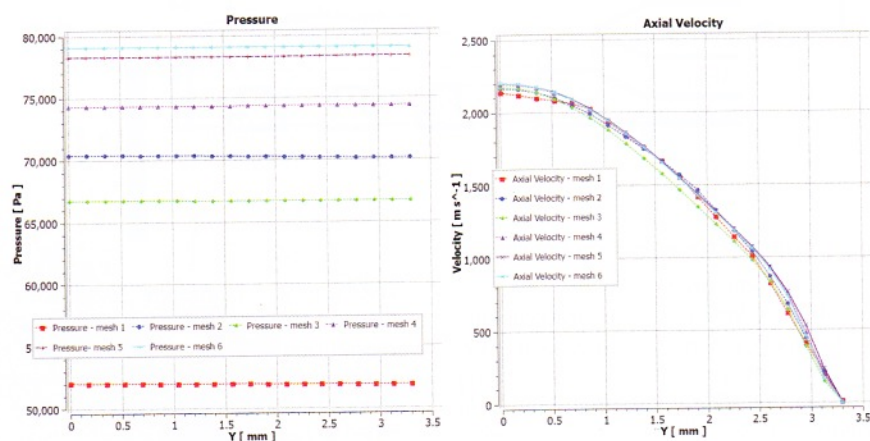 Pressure
80,000
75,000
70,000
65,000
60,000
5
50,000
Pressure [ Pa ]
Pressure - mesh 1 Pressure - mesh 2 Pressure - mesh 3 Pressure - mesh 4
Pressure- mesh 5 Pressure - mesh 6
0 0.5 1 1.5 2 2.5 3 3.5
Y [ mm ]
Axial Velocity
2,500
2,000
1,500
1,000
500
0
Velocity [ m s^-1 ]
Axial Velocity - mesh 1
Axial Velocity - mesh 2
Axial Velocity - mesh 3
Axial Velocity - mesh 4
Axial Velocity - mesh 5
Axial Velocity - mesh 6
0 0.5 1 1.5 2 2.5 3 3.5
Y [ mm ]